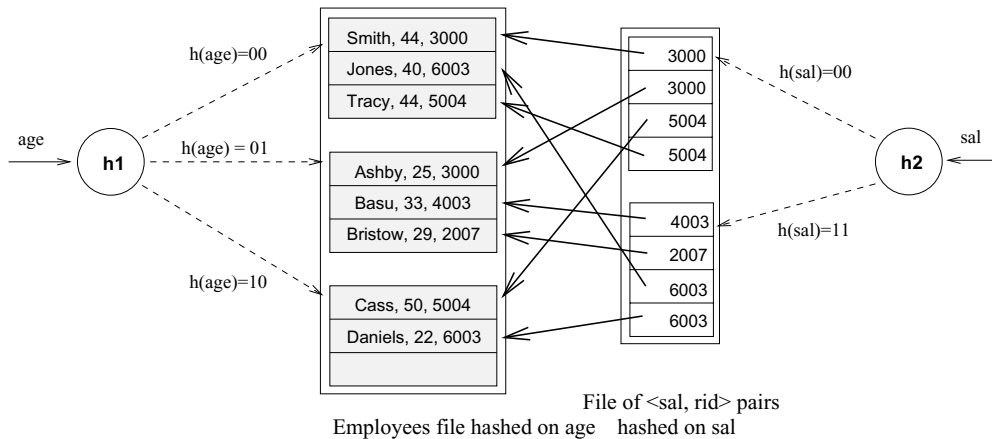 age
h1
h(age)=00
h(age) = 01
h(age)=10
Smith, 44, 3000
Jones, 40, 6003
Tracy, 44, 5004
Ashby, 25, 3000
Basu, 33, 4003
Bristow, 29, 2007
Cass, 50, 5004
Daniels, 22, 6003
3000
3000
5004
5004
4003
2007
6003
6003
h(sal)=00
h(sal)=11
h2
sal
Employees file hashed on age
File of <sal, rid> pairs
hashed on sal